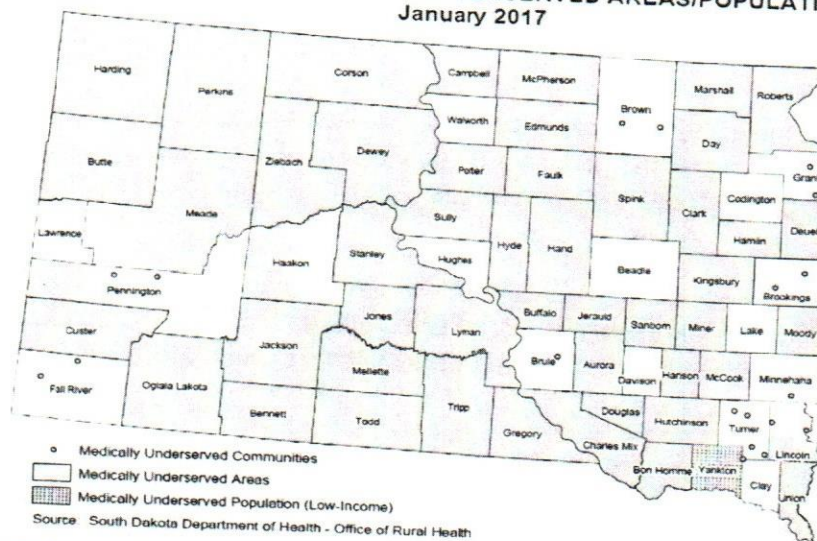 AREAS/POPULATI
January 2017
Harding
Perkins
Corson
Campbell
McPherson
Brown
Marshall
Roberts
Walworth
Edmunds
Day
Grant
Butte
Ziebach
Dewey
Potter
Faulk
Spink
Codington
Clark
Meade
Sully
Hyde
Hand
Hamlin
Deuel
Lawrence
Haakon
Stanley
Hughes
Beadle
Kingsbury
Brookings
Pennington
Buffalo
Jerauld
Sanborn
Miner
Lake
Moody
Custer
Jackson
Jones
Lyman
Brule
Aurora
Davison
Hanson
McCook
Minnehaha
Fall River
Oglala Lakota
Mellette
Tripp
Douglas
Hutchinson
Turner
Lincoln
Bennett
Todd
Gregory
Charles Mix
Bon Homme
Yankton
Clay
Union
Medically Underserved Communities
Medically Underserved Areas
Medically Underserved Population (Low-Income)
Source: South Dakota Department of Health - Office of Rural Health